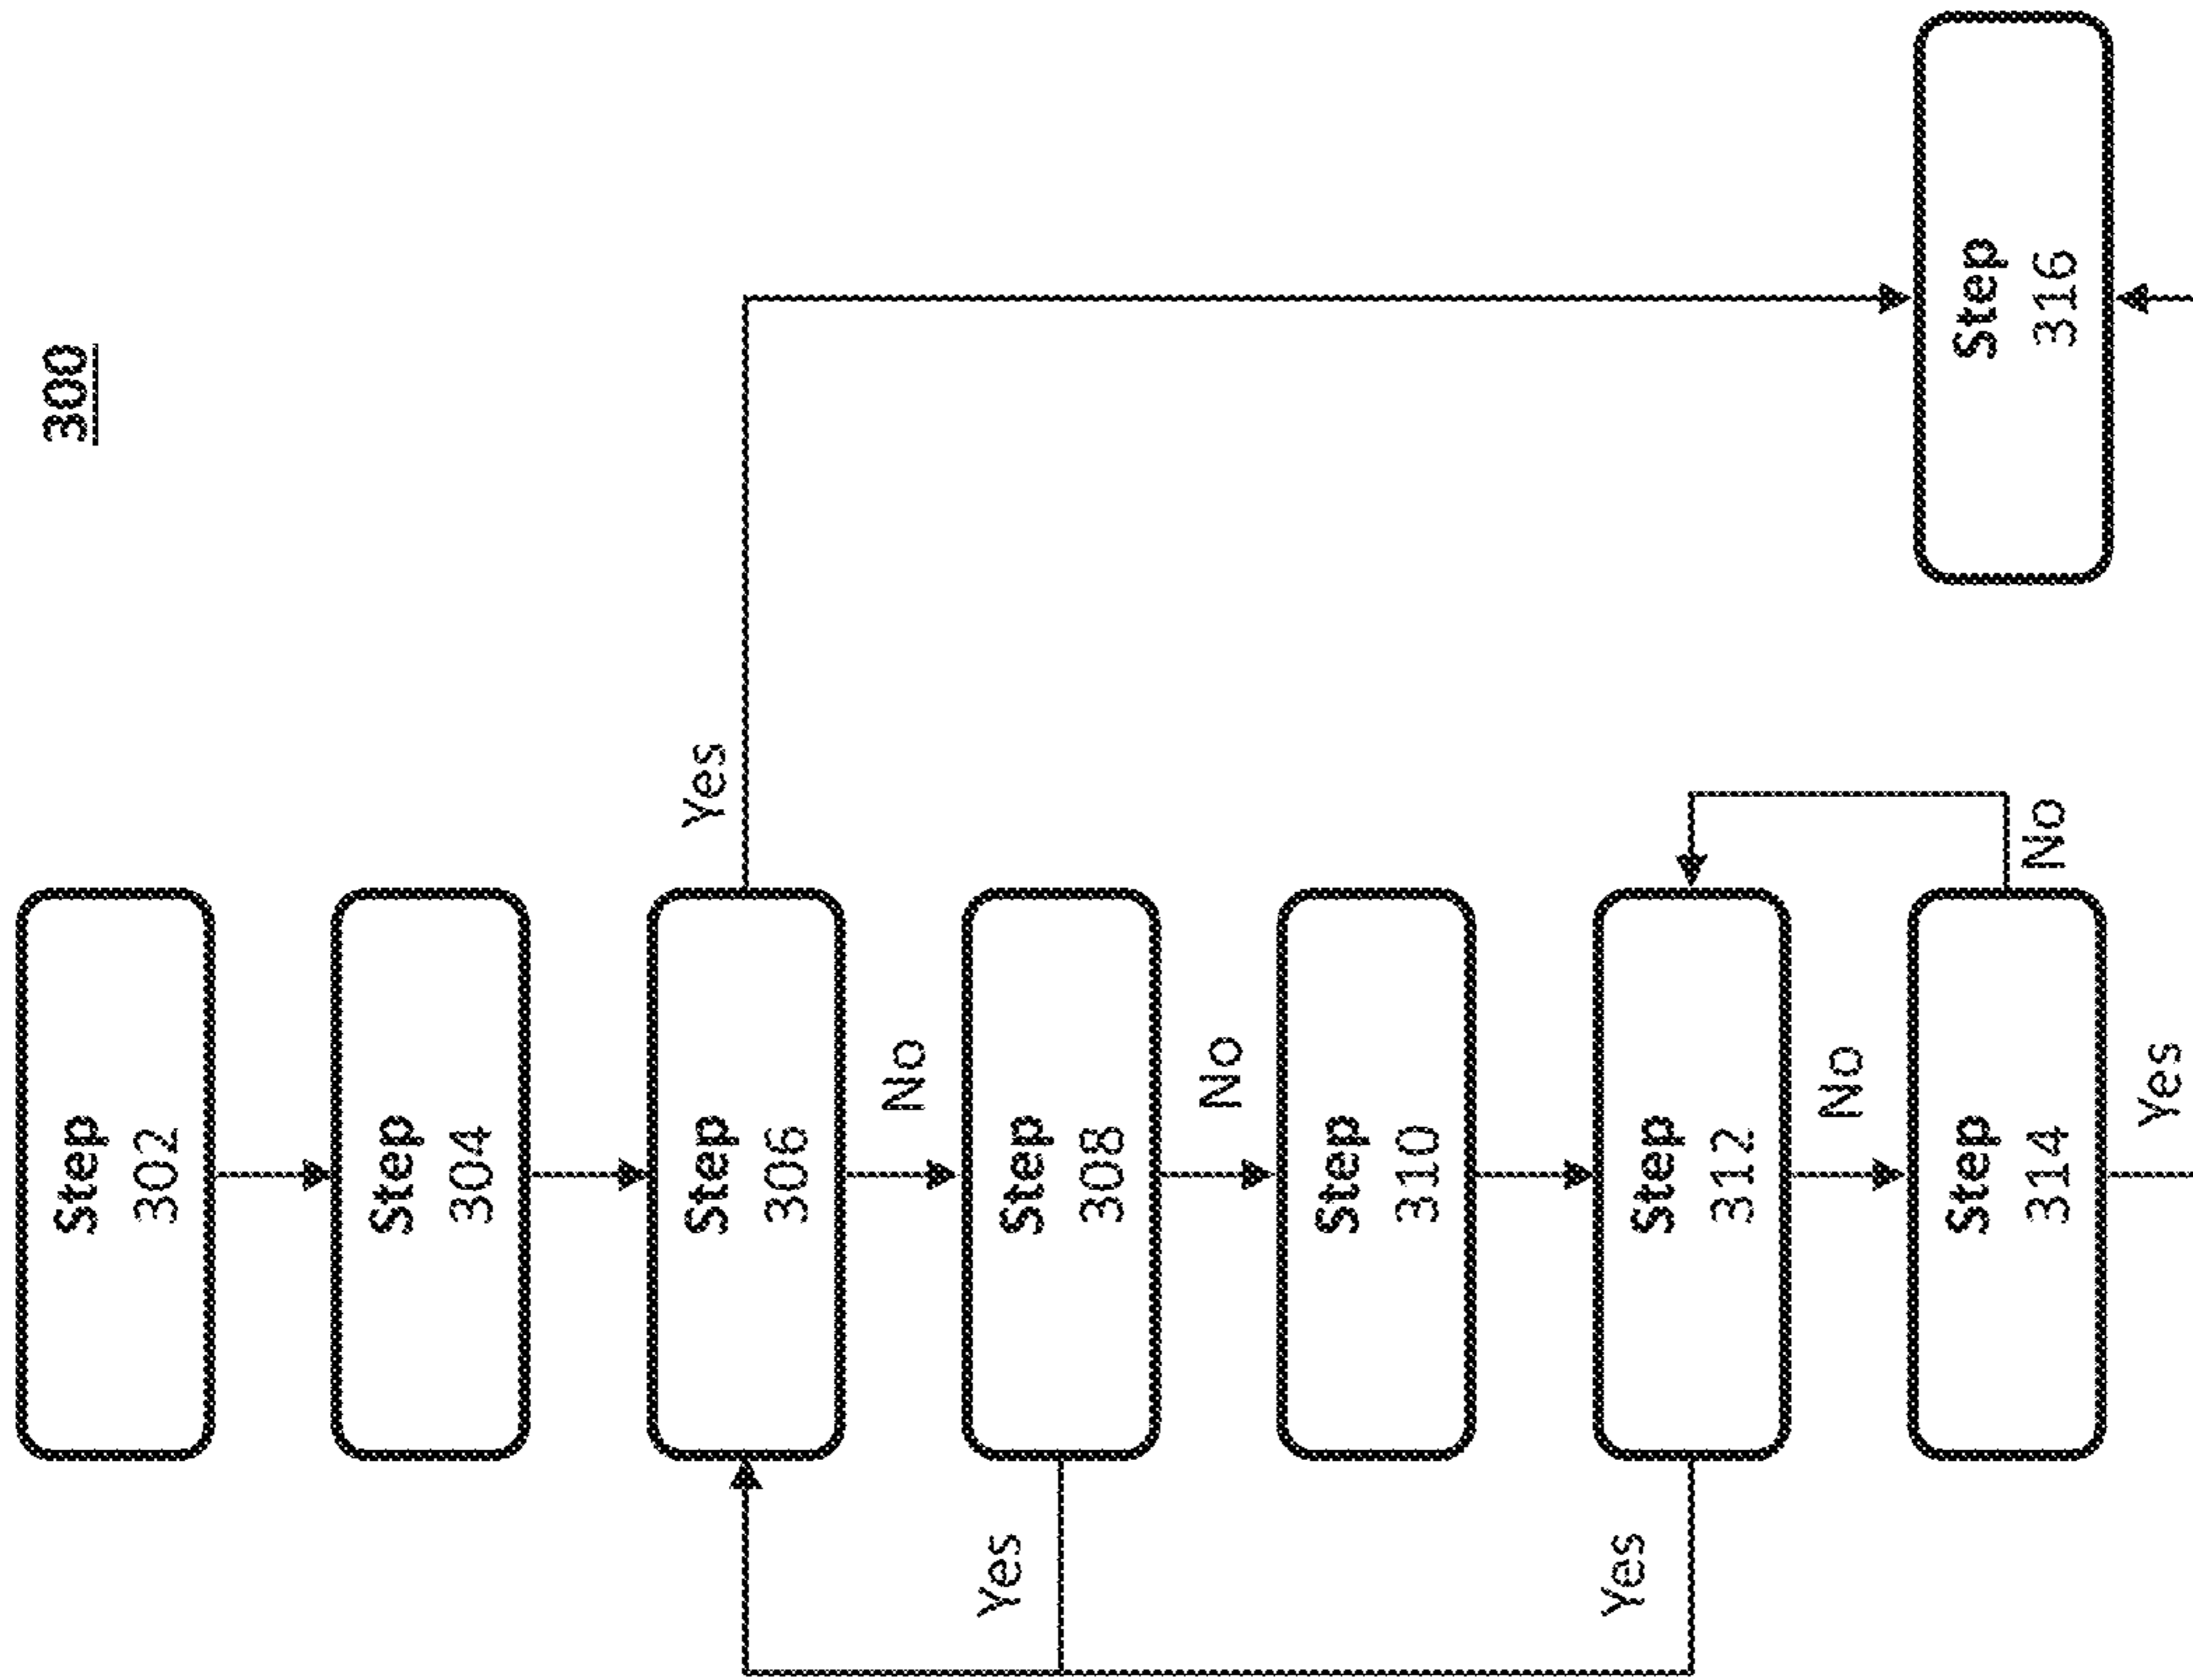 300
Step
302
Step
304
Step
306
Yes
No
Step
308
Yes
No
Step
310
Step
312
Yes
No
Step
314
No
Yes
Step
316